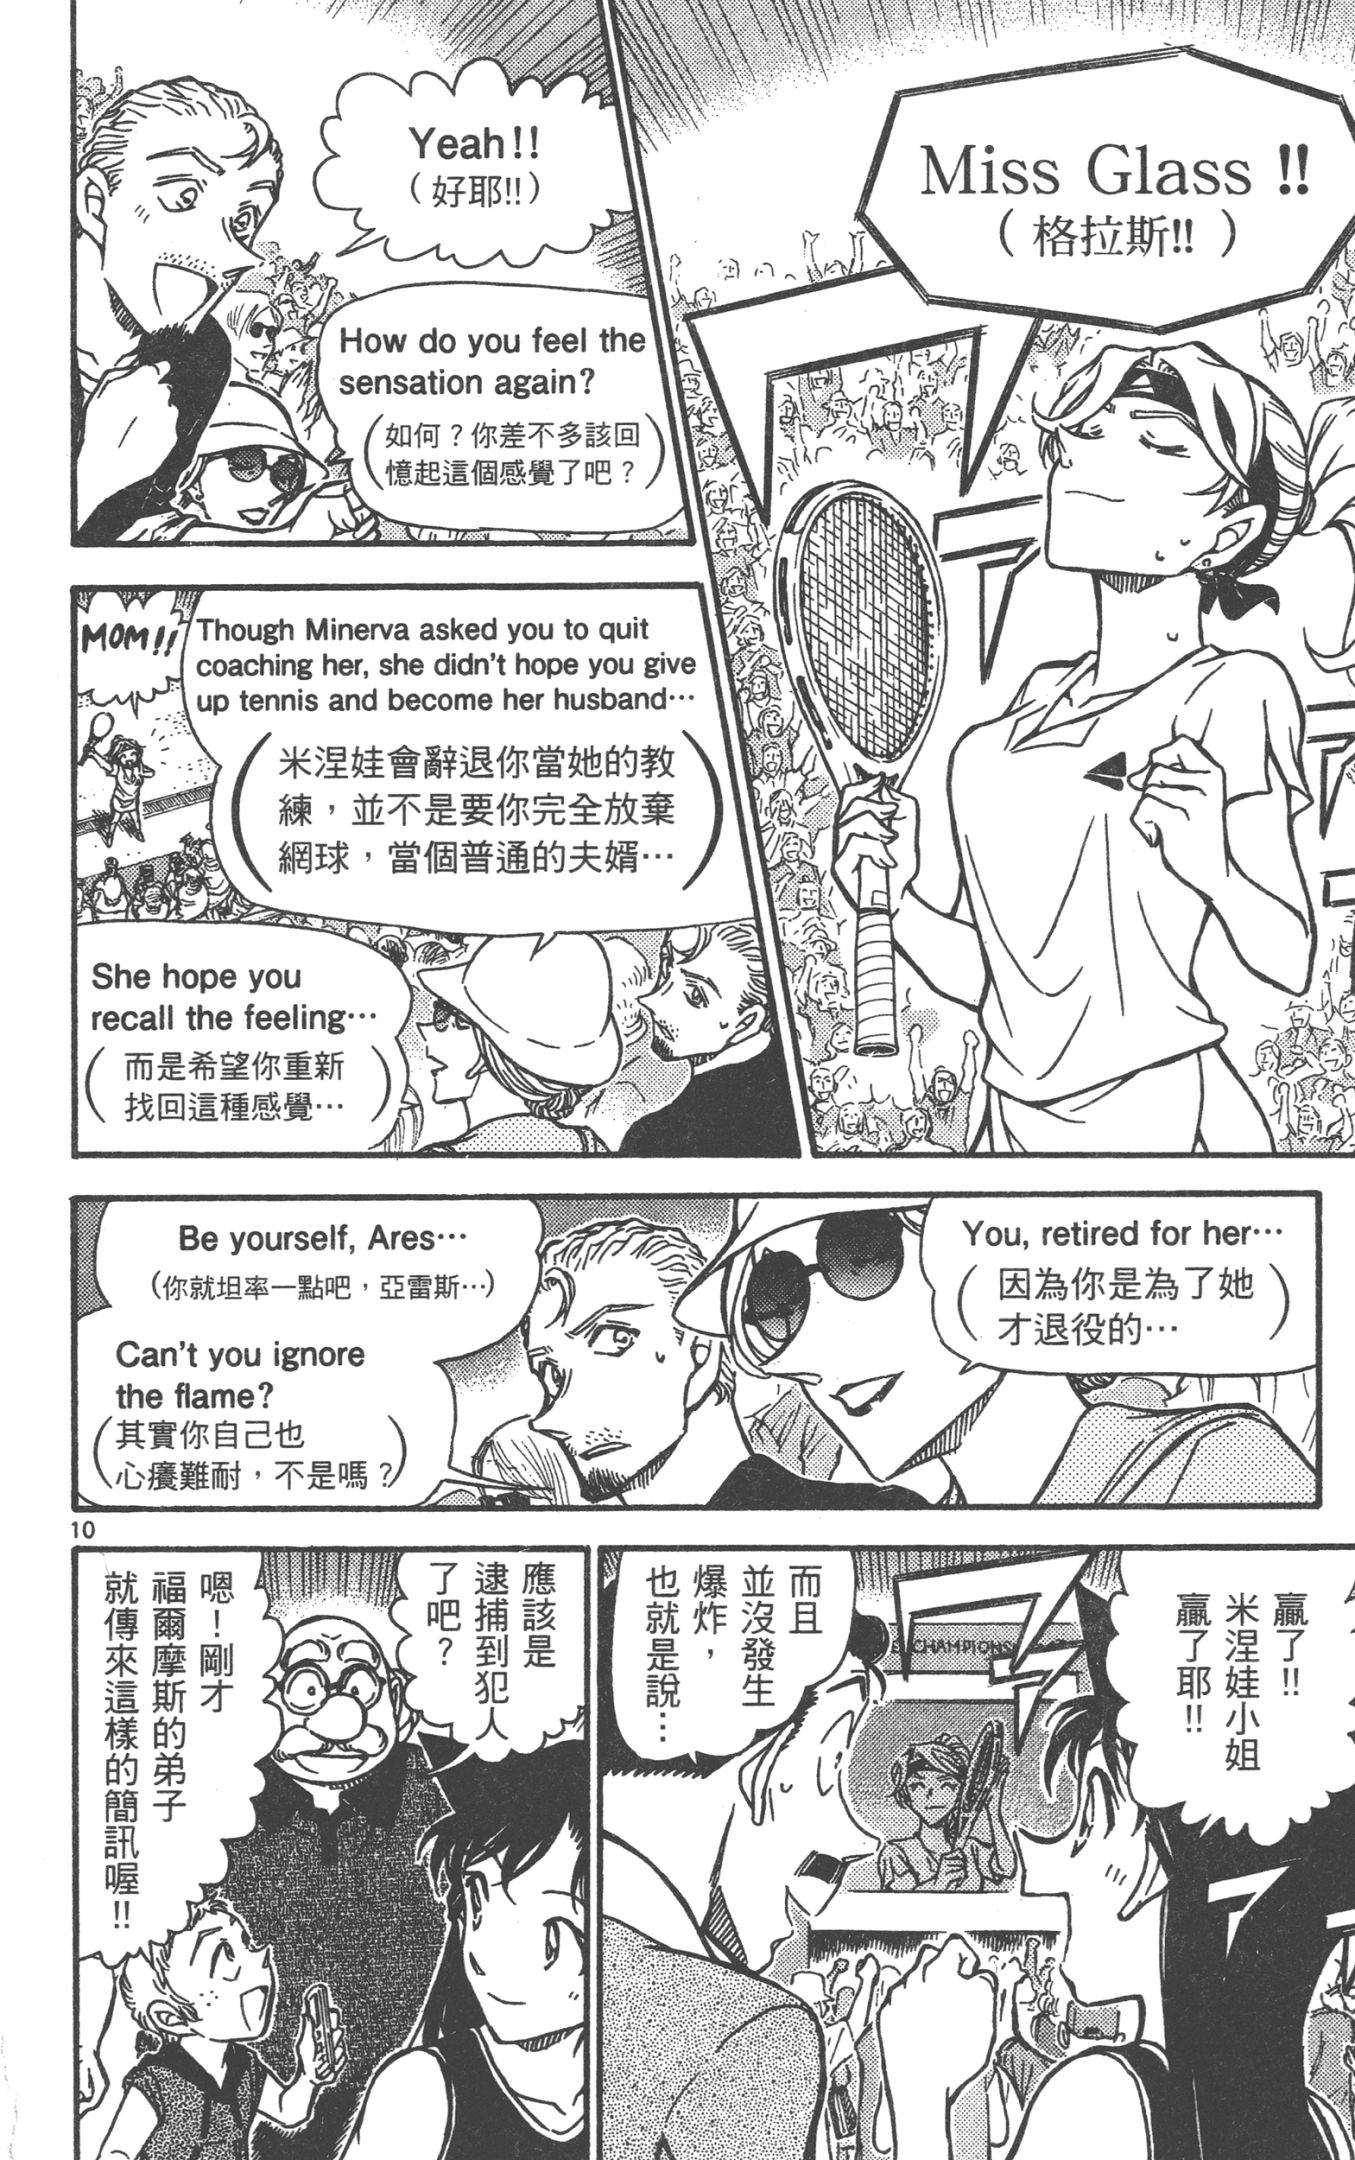 Miss Glass !!
(格拉斯!!)
Yeah!!
(好耶!!)
How do you feel the
sensation again?
(如何？你差不多該回
憶起這個感覺了吧？)
MOM!!
Though Minerva asked you to quit
coaching her, she didn't hope you give
up tennis and become her husband…
(米涅娃會辭退你當她的教
練，並不是要你完全放棄
網球，當個普通的夫婿…)
She hope you
recall the feeling…
(而是希望你重新
找回這種感覺…)
You, retired for her…
(因為你是為了她
才退役的…)
Be yourself, Ares…
(你就坦率一點吧，亞雷斯…)
Can't you ignore
the flame?
(其實你自己也
心癢難耐，不是嗎？)
10
贏了!!
米涅娃小姐
贏了耶!!
CHAMPIONS
而且
並沒發生
爆炸，
也就是說…
應該是
逮捕到犯人
了吧？
嗯！剛才
福爾摩斯的弟子
就傳來這樣的簡訊喔!!